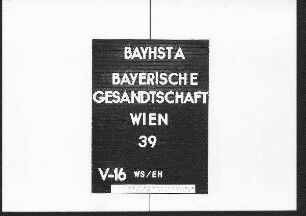 BAYHSTA
BAYERISCHE
GESANDTSCHAFT
WIEN
39
V-16 WS/EH